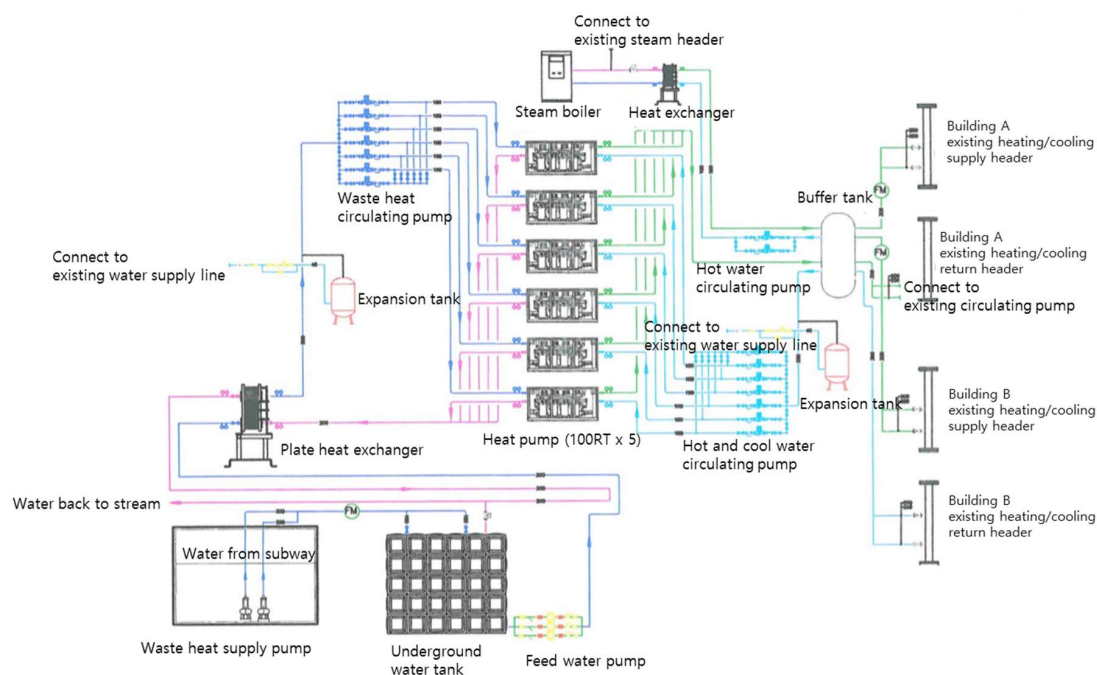 Connect to
existing steam header
Steam boiler
Heat exchanger
Building A
existing heating/cooling
supply header
Waste heat
circulating pump
Buffer tank
FM
Building A
existing heating/cooling
return header
FM
Connect to
existing water supply line
Expansion tank
Hot water
circulating pump
Connect to
existing circulating pump
Connect to
existing water supply line
Expansion tank
Building B
existing heating/cooling
supply header
Plate heat exchanger
Heat pump (100RT x 5)
Hot and cool water
circulating pump
Water back to stream
Building B
existing heating/cooling
return header
FM
Water from subway
Waste heat supply pump
Underground
water tank
Feed water pump